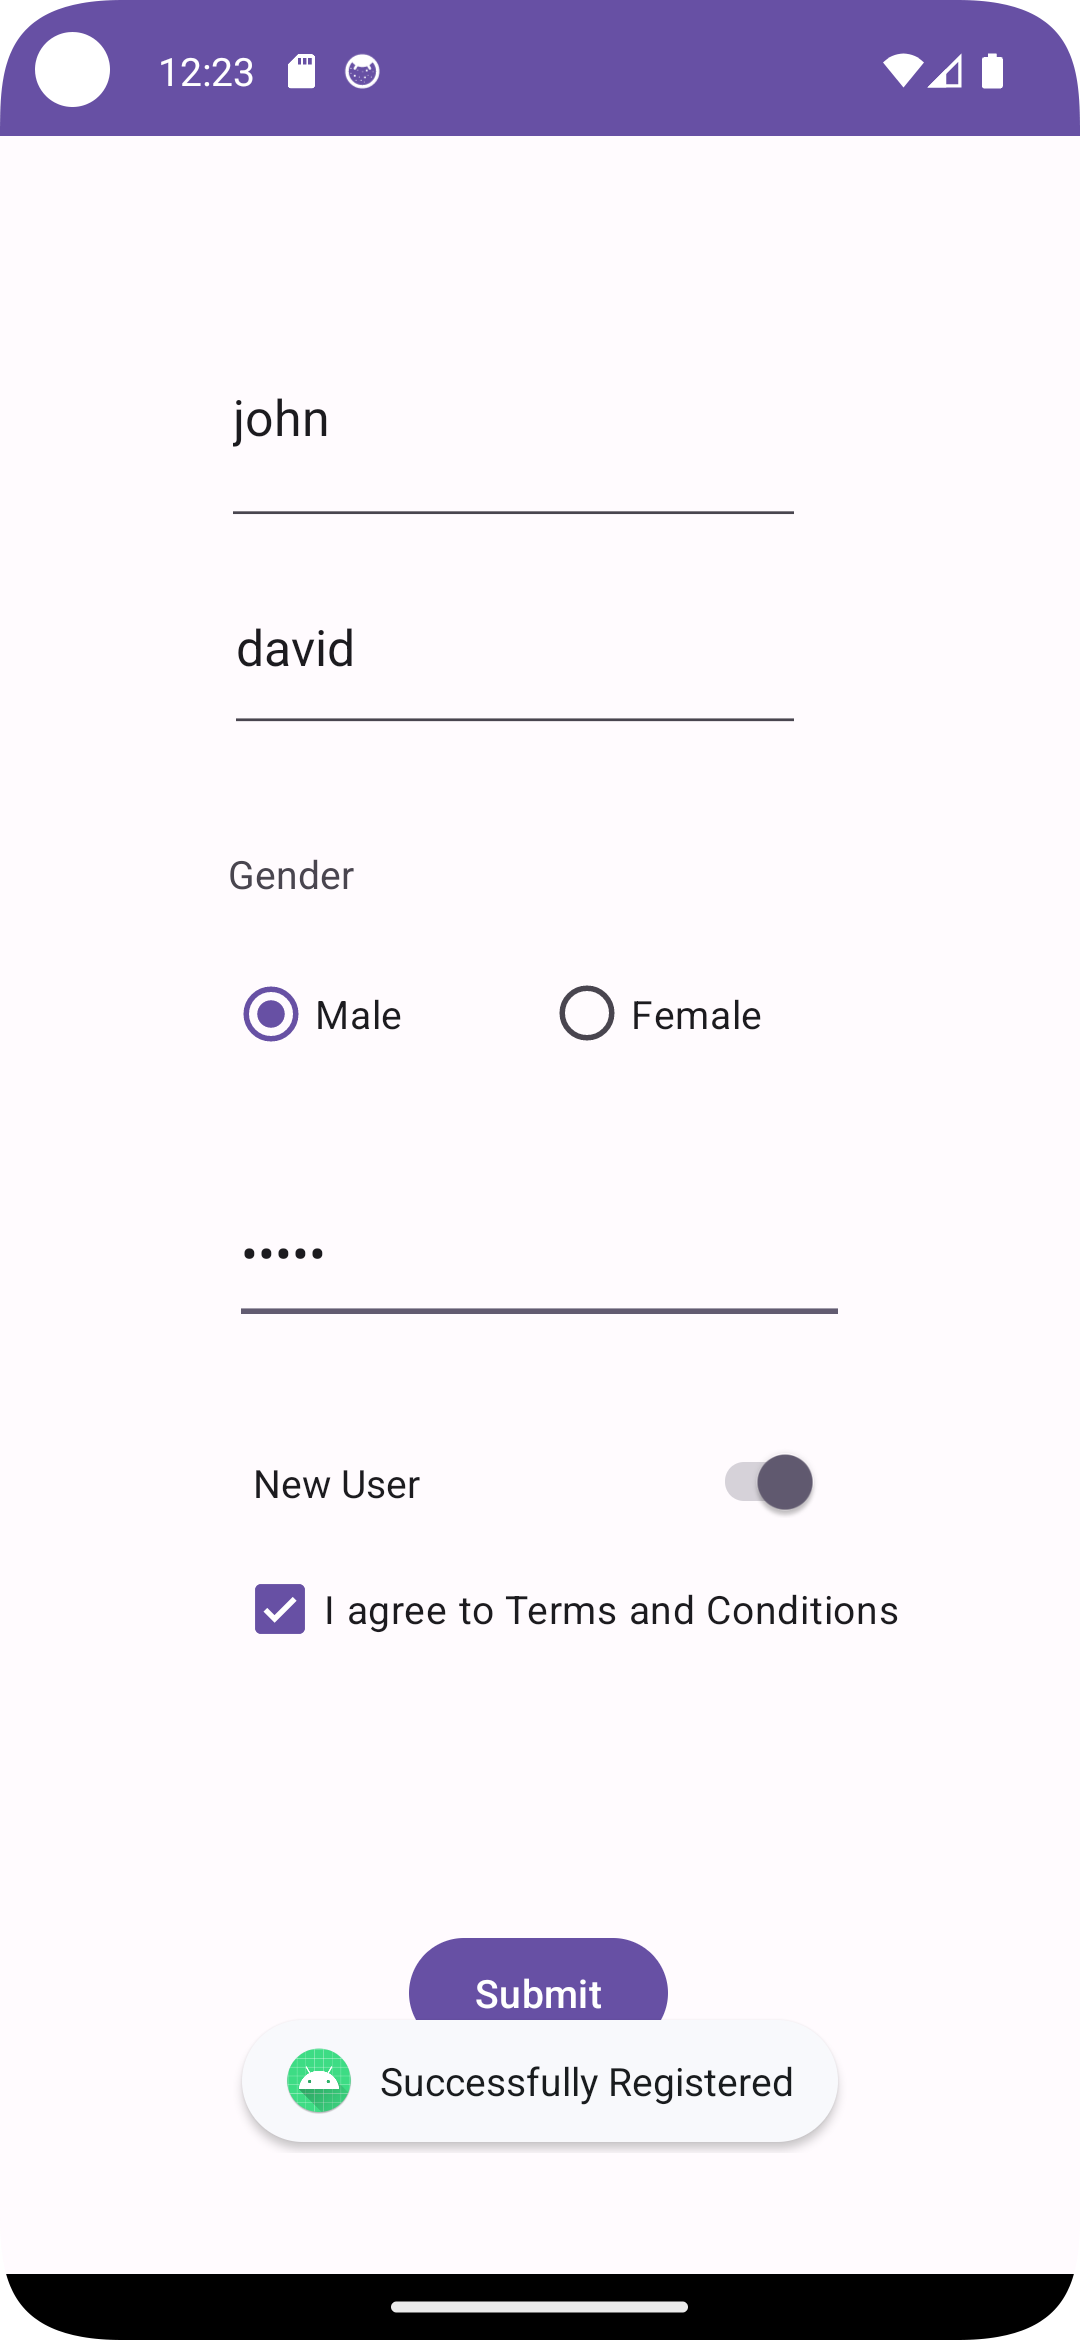 12:23
john
david
Gender
Male Female
•••••
New User
I agree to Terms and Conditions
Submit
Successfully Registered